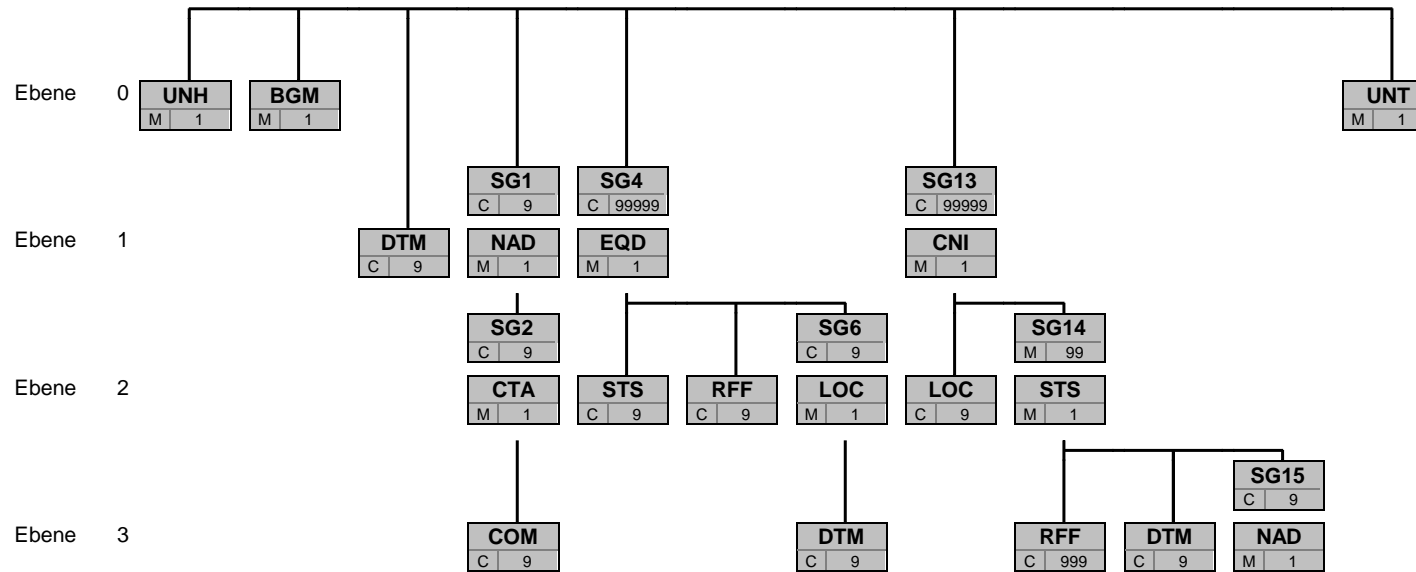 Ebene 0 UNH BGM UNT
M 1 M 1 M 1
SG1 SG4 SG13
C 9 C 99999 C 99999
Ebene 1 DTM NAD EQD CNI
C 9 M 1 M 1 M 1
SG2 SG6 SG14
C 9 C 9 M 99
Ebene 2 CTA STS RFF LOC LOC STS
M 1 C 9 C 9 M 1 C 9 M 1
SG15
C 9
Ebene 3 COM DTM RFF DTM NAD
C 9 C 9 C 999 C 9 M 1